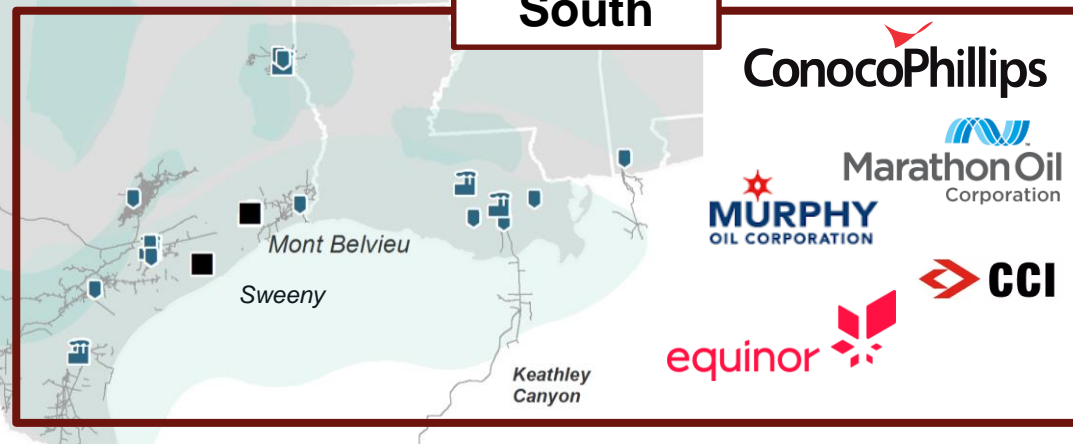 South
ConocoPhillips
Marathon Oil
Corporation
MURPHY
OIL CORPORATION
Mont Belvieu
CCI
Sweeny
equinor
Keathley
Canyon